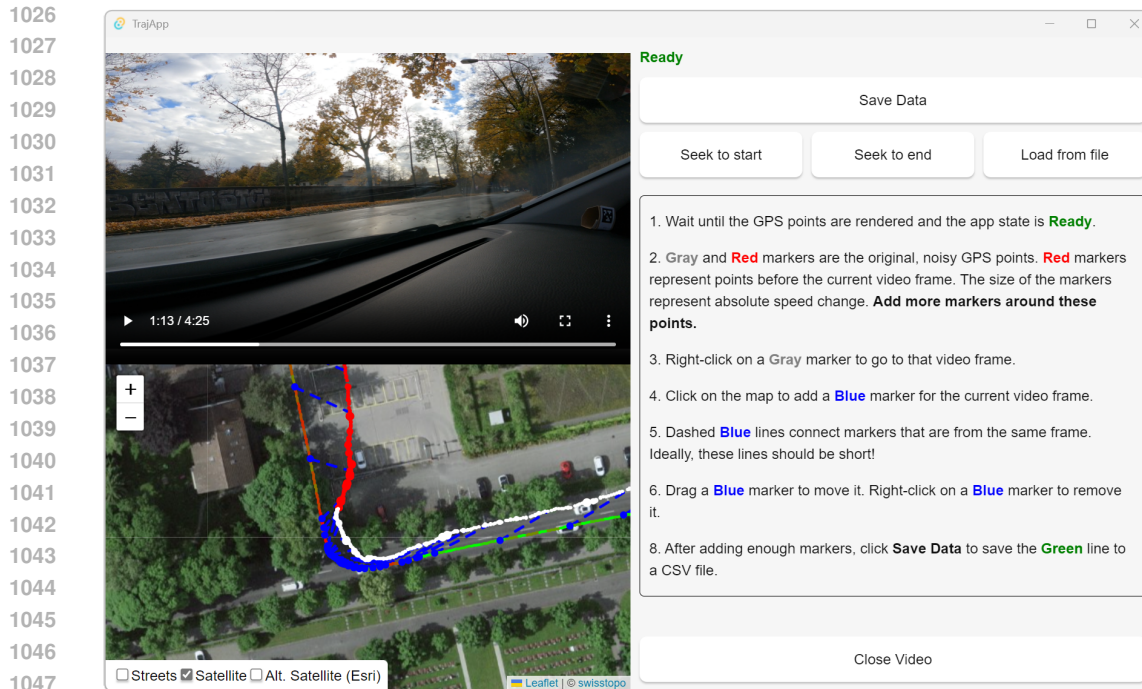 1026
1027
1028
1029
1030
1031
1032
1033
1034
1035
1036
1037
1038
1039
1040
1041
1042
1043
1044
1045
1046
1047
TrajApp
1:13 / 4:25
+
−
Streets Satellite Alt. Satellite (Esri)
Leaflet | © swisstopo
Ready
Save Data
Seek to start Seek to end Load from file
1. Wait until the GPS points are rendered and the app state is Ready.
2. Gray and Red markers are the original, noisy GPS points. Red markers
represent points before the current video frame. The size of the markers
represent absolute speed change. Add more markers around these
points.
3. Right-click on a Gray marker to go to that video frame.
4. Click on the map to add a Blue marker for the current video frame.
5. Dashed Blue lines connect markers that are from the same frame.
Ideally, these lines should be short!
6. Drag a Blue marker to move it. Right-click on a Blue marker to remove
it.
8. After adding enough markers, click Save Data to save the Green line to
a CSV file.
Close Video